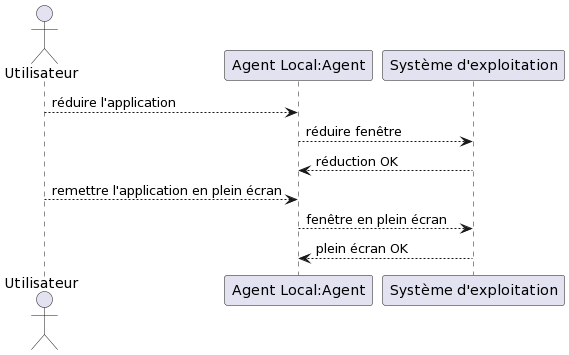 Utilisateur
Agent Local:Agent
Système d'exploitation
réduire l'application
réduire fenêtre
réduction OK
remettre l'application en plein écran
fenêtre en plein écran
plein écran OK
Utilisateur
Agent Local:Agent
Système d'exploitation